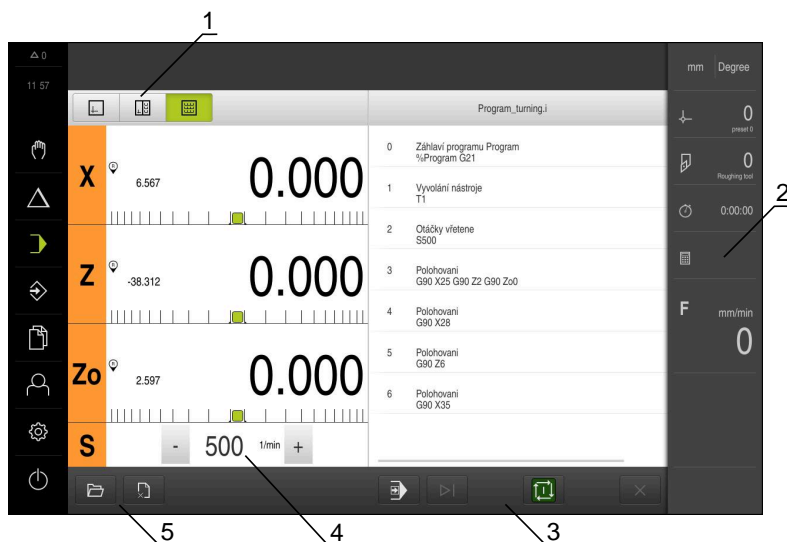 1
0
11 57
mm Degree
Program_turning.i
0
preset 0
0
Roughing tool
0:00:00
2
F mm/min
0
X R 6.567 0.000
Z R -38.312 0.000
Zo R 2.597 0.000
S - 500 1/min +
0 Záhlaví programu Program
%Program G21
1 Vyvolání nástroje
T1
2 Otáčky vřetene
S500
3 Polohovani
G90 X25 G90 Z2 G90 Zo0
4 Polohovani
G90 X28
5 Polohovani
G90 Z6
6 Polohovani
G90 X35
5
4
3